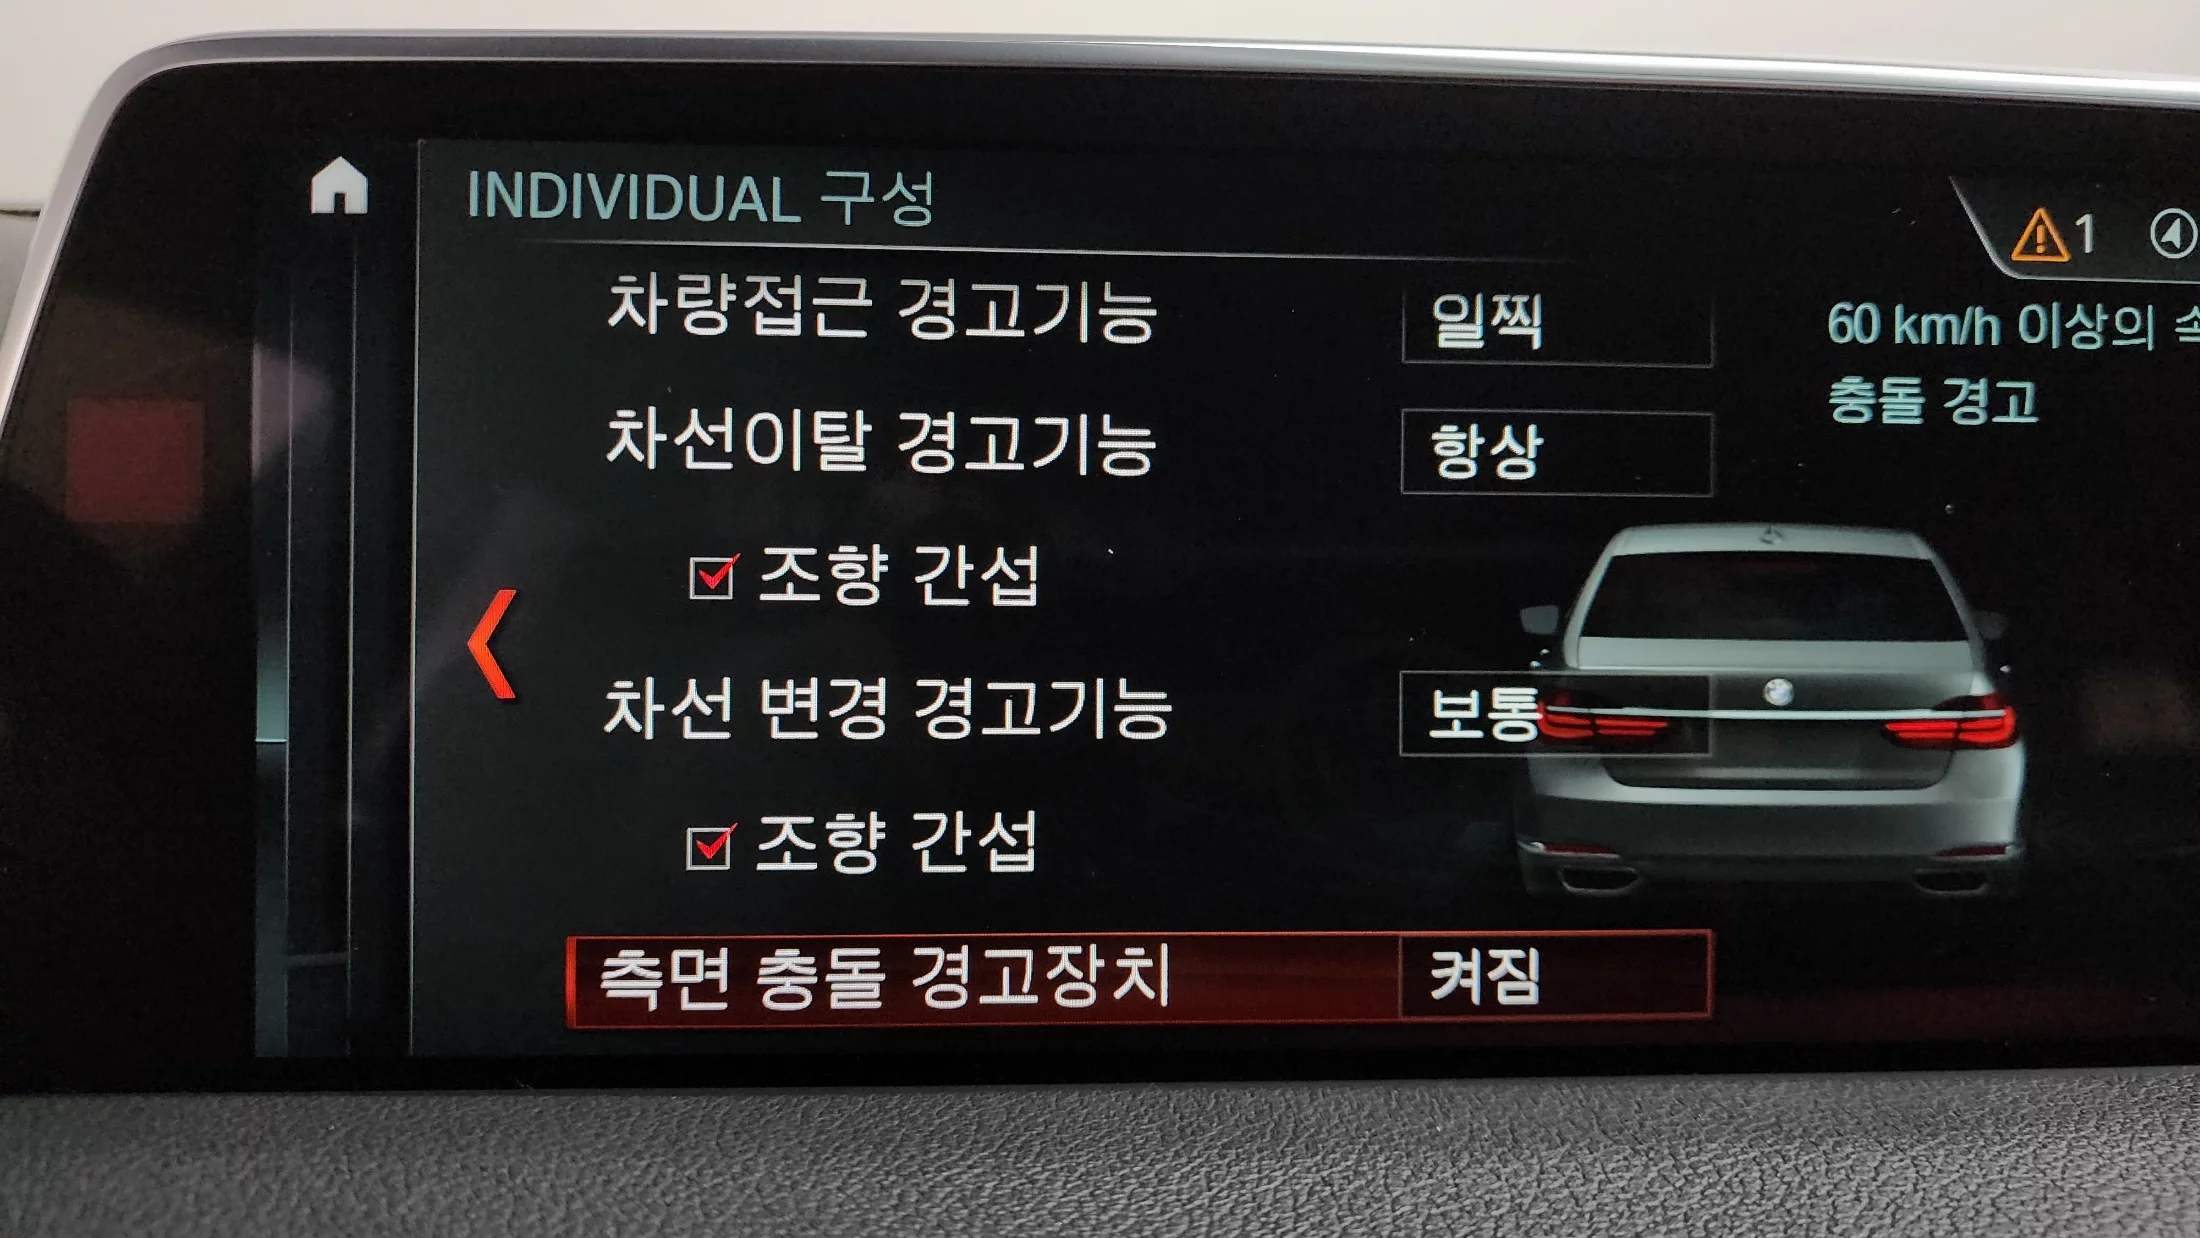 INDIVIDUAL 구성
1
차량접근 경고기능 일찍
차선이탈 경고기능 항상
조향 간섭
차선 변경 경고기능 보통
조향 간섭
측면 충돌 경고장치 켜짐
60 km/h 이상의
충돌 경고